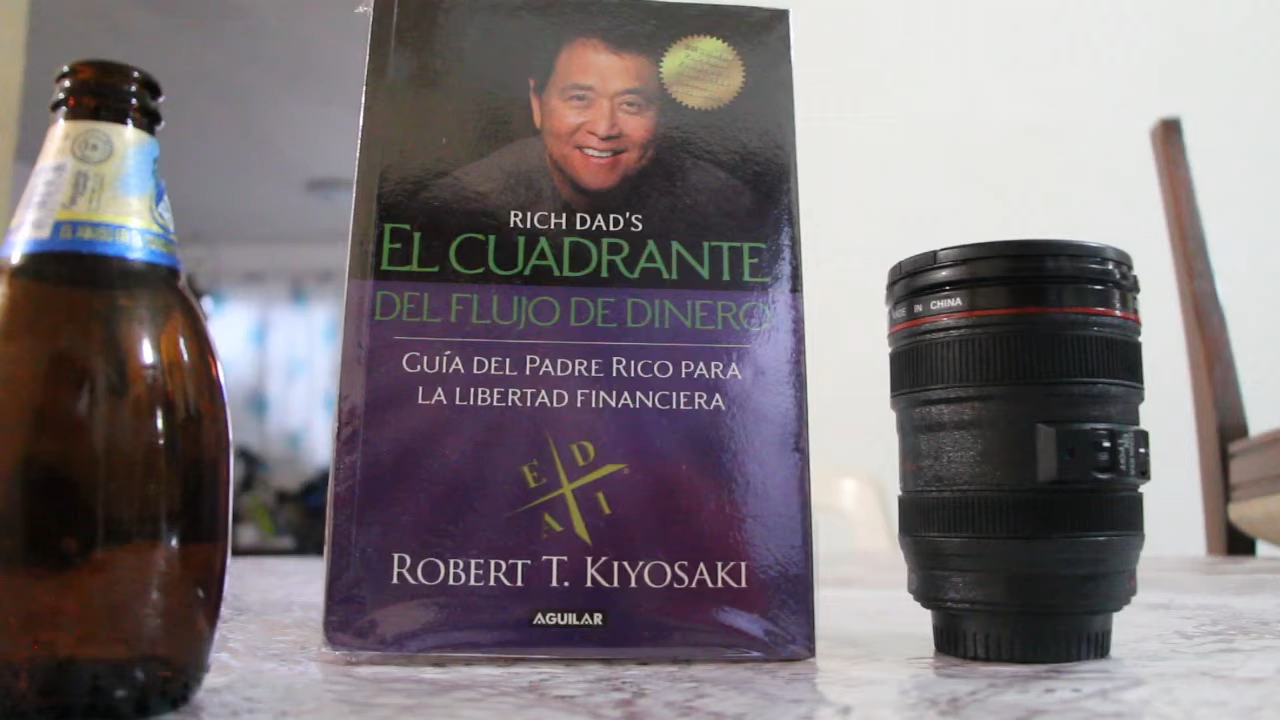 RICH DAD'S
EL CUADRANTE
DEL FLUJO DE DINERO
GUÍA DEL PADRE RICO PARA
LA LIBERTAD FINANCIERA
E D
A I
ROBERT T. KIYOSAKI
AGUILAR
MADE IN CHINA